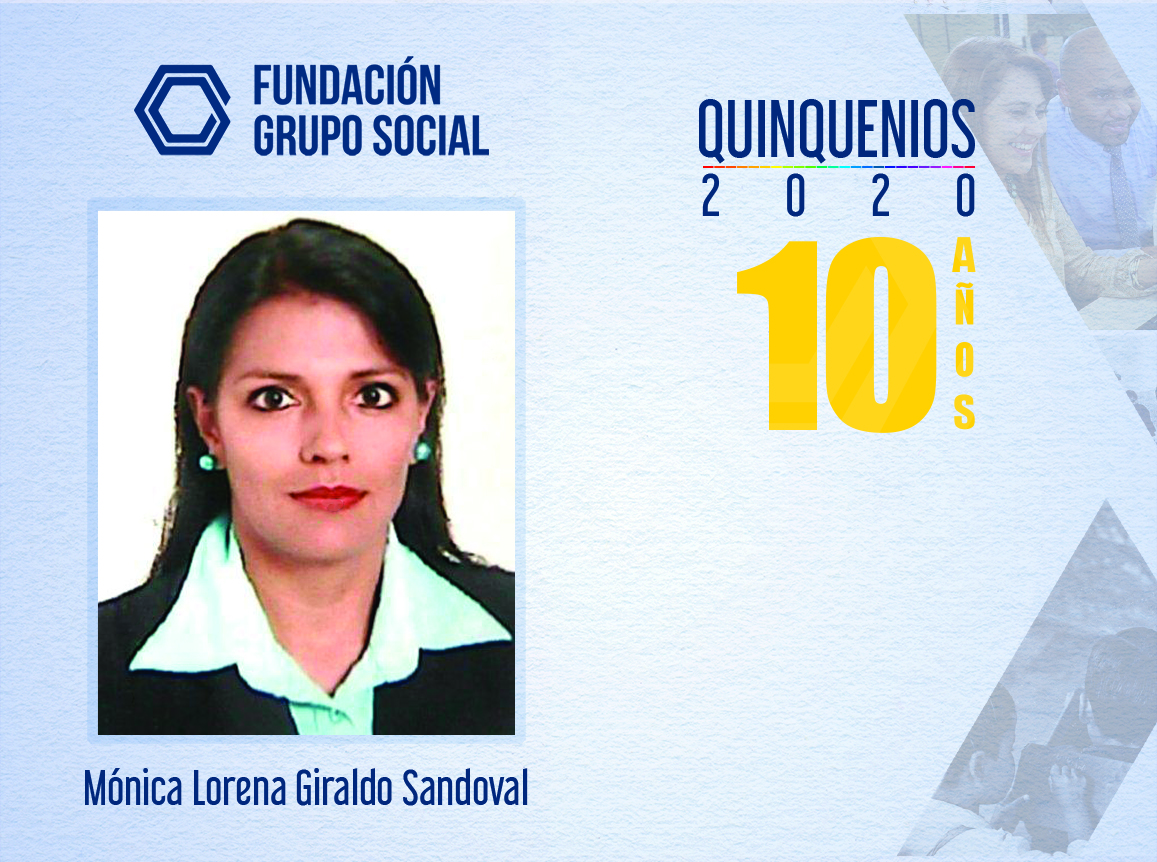 FUNDACIÓN
GRUPO SOCIAL
QUINQUENIOS
2020
10 AÑOS
Mónica Lorena Giraldo Sandoval